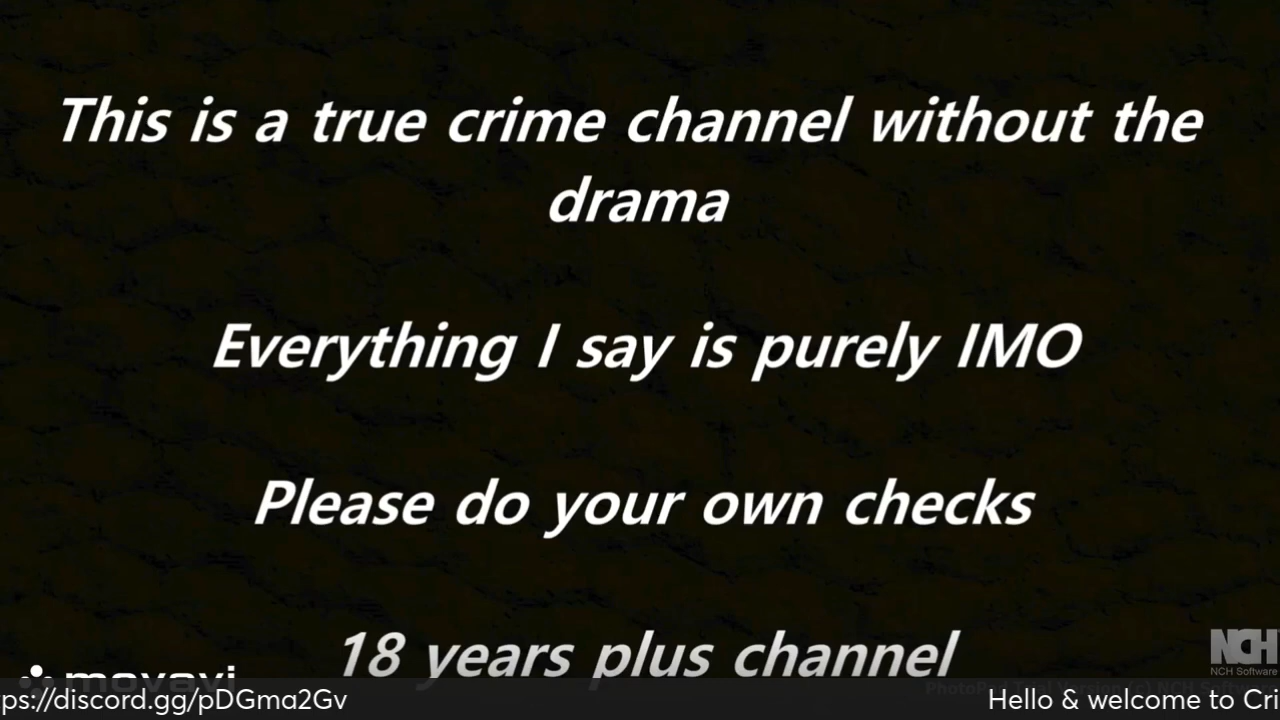 This is a true crime channel without the
drama
Everything I say is purely IMO
Please do your own checks
18 years plus channel
NCH
NCH Software
movavi
ps://discord.gg/pDGma2Gv
Hello & welcome to Cri